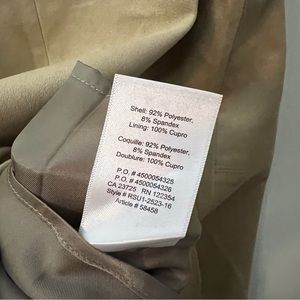 Shell: 92% Polyester,
8% Spandex
Lining: 100% Cupro
Coquille: 92% Polyester,
8% Spandex
Doublure: 100% Cupro
P.O. # 4500054325
P.O. # 4500054326
CA 23725 RN 122354
Style # RSU1-2523-16
Article # 58458